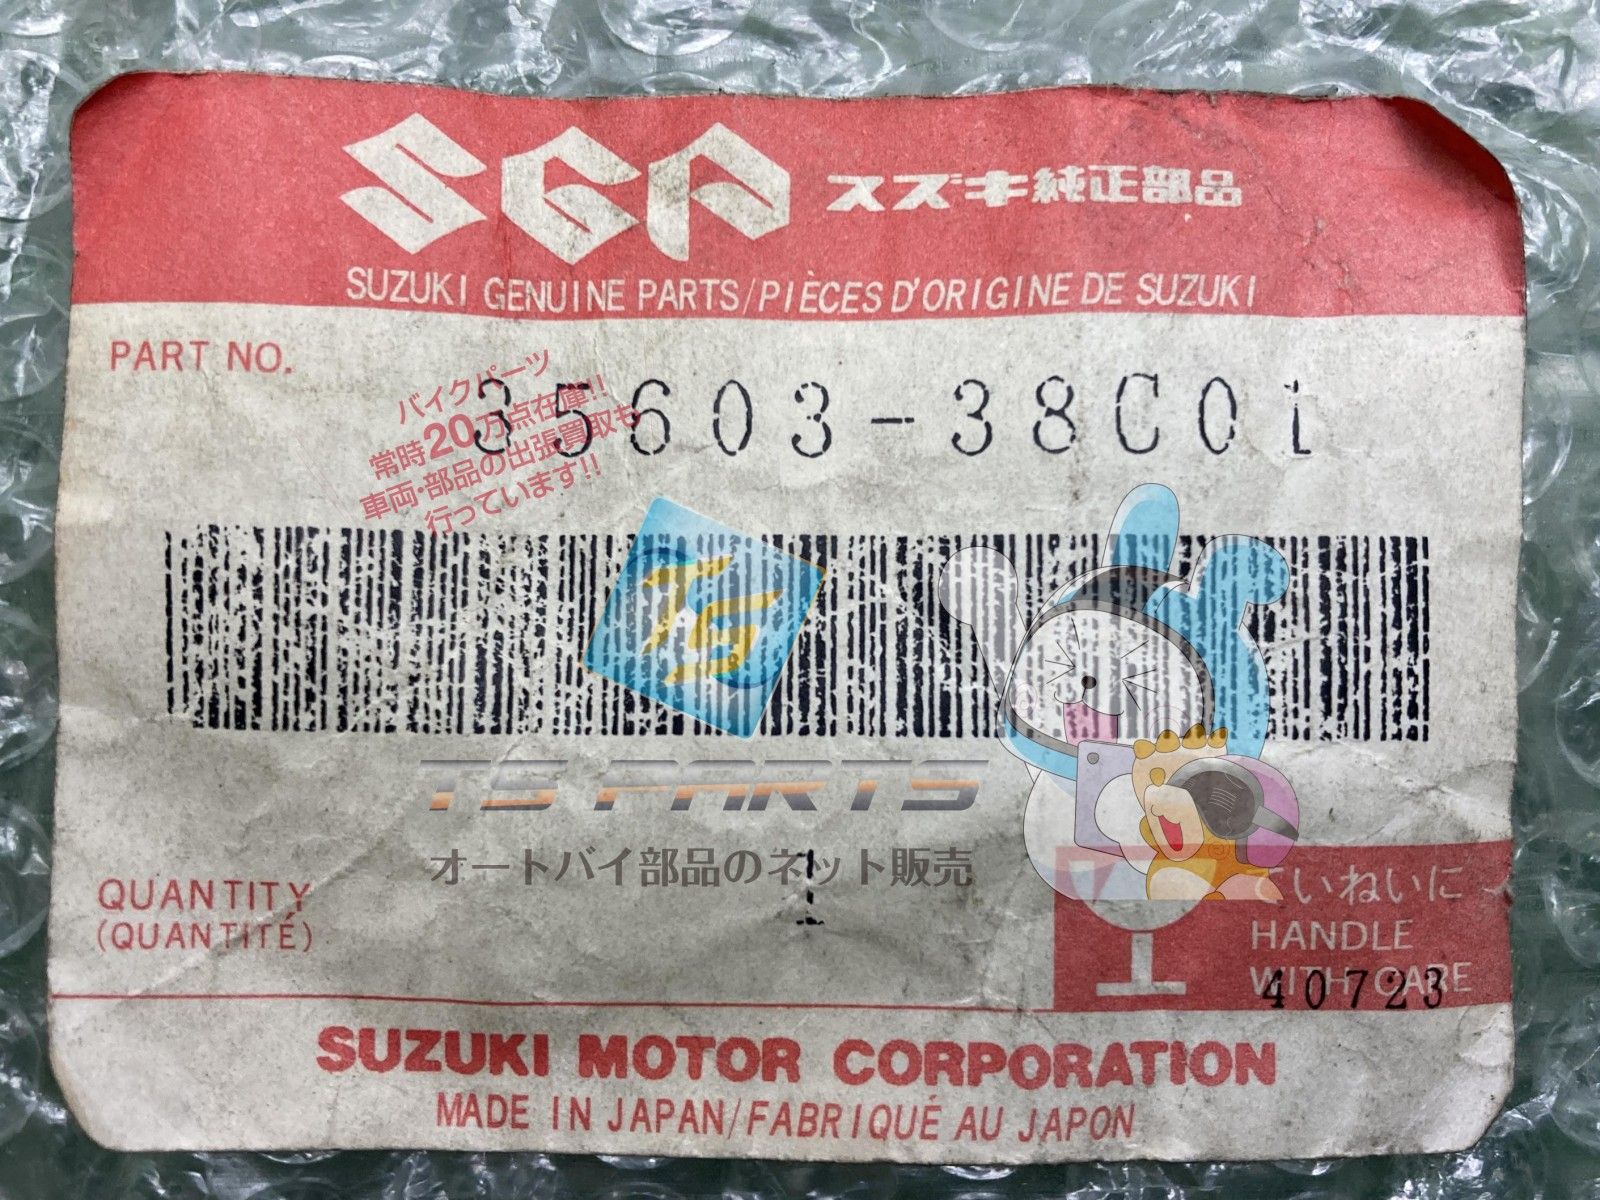 SGP スズキ純正部品
SUZUKI GENUINE PARTS/PIÈCES D'ORIGINE DE SUZUKI
PART NO.
35603-38C01
バイクパーツ
常時20万点在庫!!
車両・部品の出張買取も
行っています!!
TS
TS PARTS
オートバイ部品のネット販売
QUANTITY
(QUANTITÉ)
1
ていねいに
HANDLE
WITH CARE
40723
SUZUKI MOTOR CORPORATION
MADE IN JAPAN/FABRIQUÉ AU JAPON